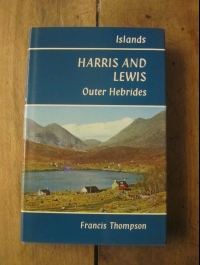 Islands
HARRIS AND
LEWIS
Outer Hebrides
Francis Thompson